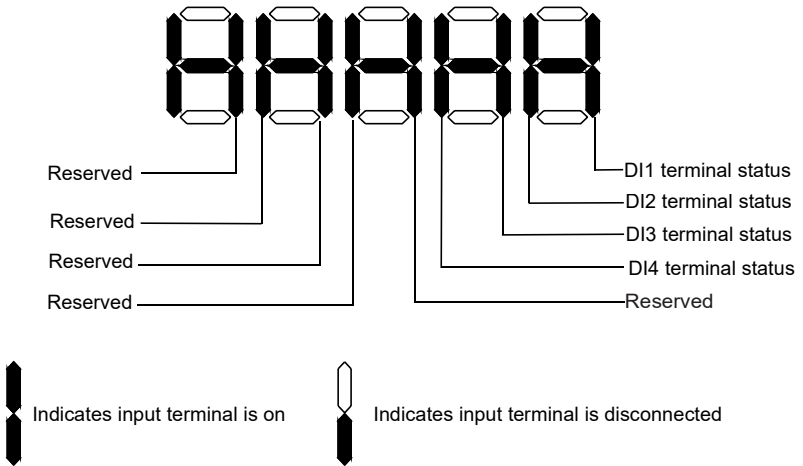 Reserved
Reserved
Reserved
Reserved
DI1 terminal status
DI2 terminal status
DI3 terminal status
DI4 terminal status
Reserved
Indicates input terminal is on
Indicates input terminal is disconnected